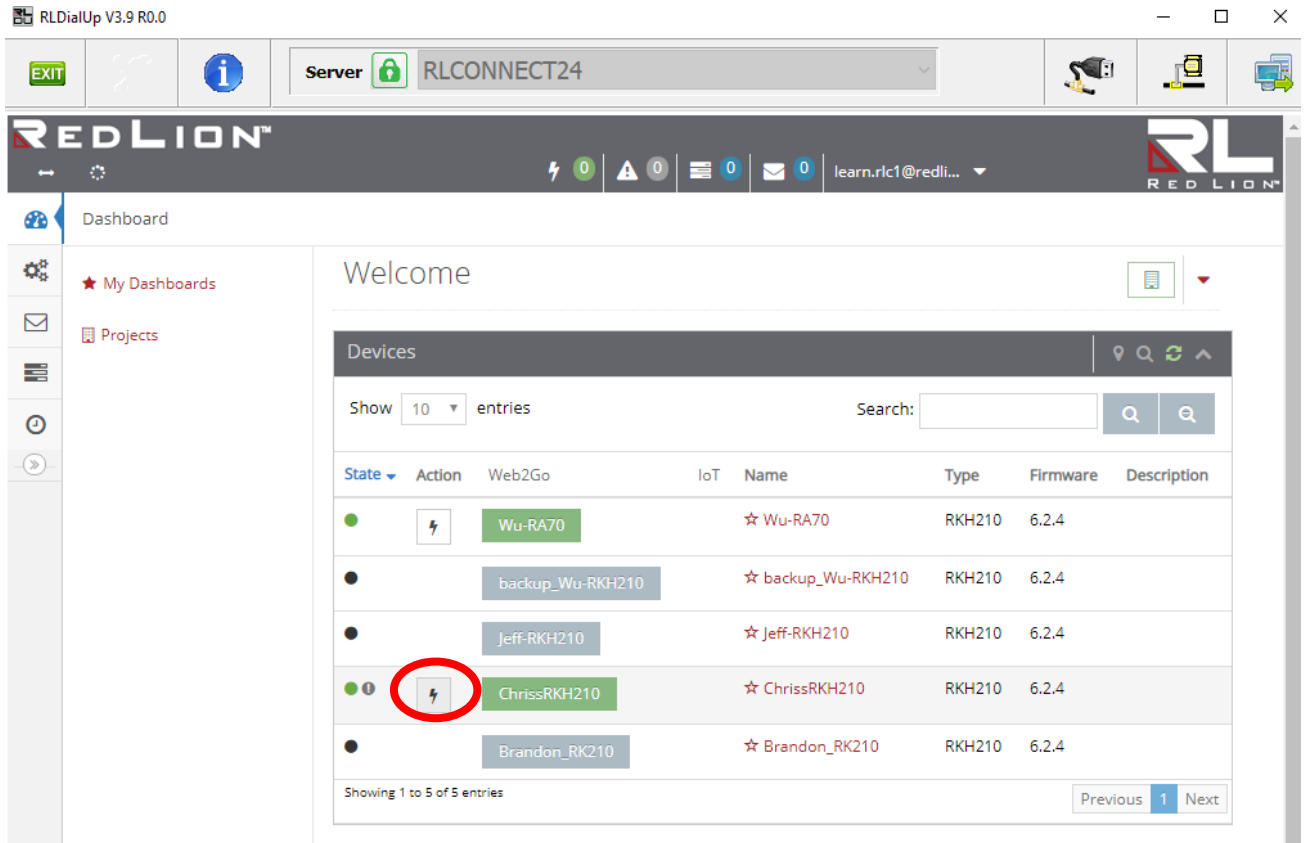 RLDialUp V3.9 R0.0
EXIT Server RLCONNECT24
REDLION™
0 0 0 0 learn.rlc1@redli...
RL
RED LION™
Dashboard
My Dashboards
Projects
Welcome
Devices
Show 10 entries Search:
State Action Web2Go IoT Name Type Firmware Description
Wu-RA70 Wu-RA70 RKH210 6.2.4
backup_Wu-RKH210 backup_Wu-RKH210 RKH210 6.2.4
Jeff-RKH210 Jeff-RKH210 RKH210 6.2.4
ChrissRKH210 ChrissRKH210 RKH210 6.2.4
Brandon_RK210 Brandon_RK210 RKH210 6.2.4
Showing 1 to 5 of 5 entries
Previous 1 Next